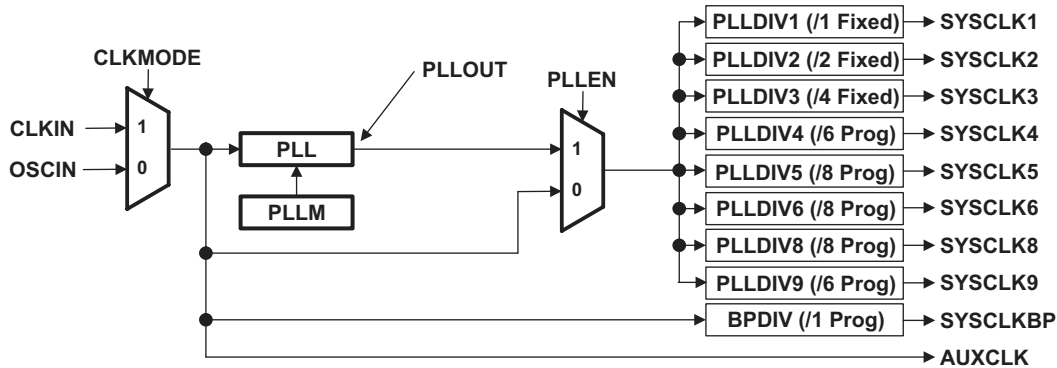 CLKMODE
CLKIN
OSCIN
1
0
PLL
PLLM
PLLOUT
PLLEN
1
0
PLLDIV1 (/1 Fixed) SYSCLK1
PLLDIV2 (/2 Fixed) SYSCLK2
PLLDIV3 (/4 Fixed) SYSCLK3
PLLDIV4 (/6 Prog) SYSCLK4
PLLDIV5 (/8 Prog) SYSCLK5
PLLDIV6 (/8 Prog) SYSCLK6
PLLDIV8 (/8 Prog) SYSCLK8
PLLDIV9 (/6 Prog) SYSCLK9
BPDIV (/1 Prog) SYSCLKBP
AUXCLK